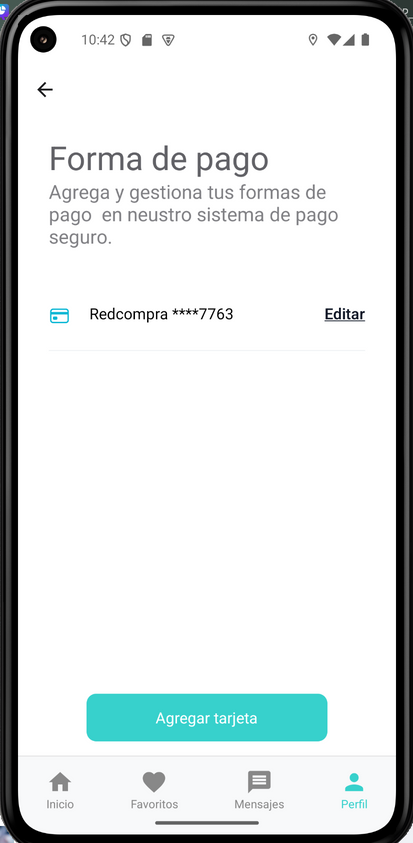 10:42
Forma de pago
Agrega y gestiona tus formas de
pago  en neustro sistema de pago
seguro.
Redcompra ****7763 Editar
Agregar tarjeta
Inicio Favoritos Mensajes Perfil